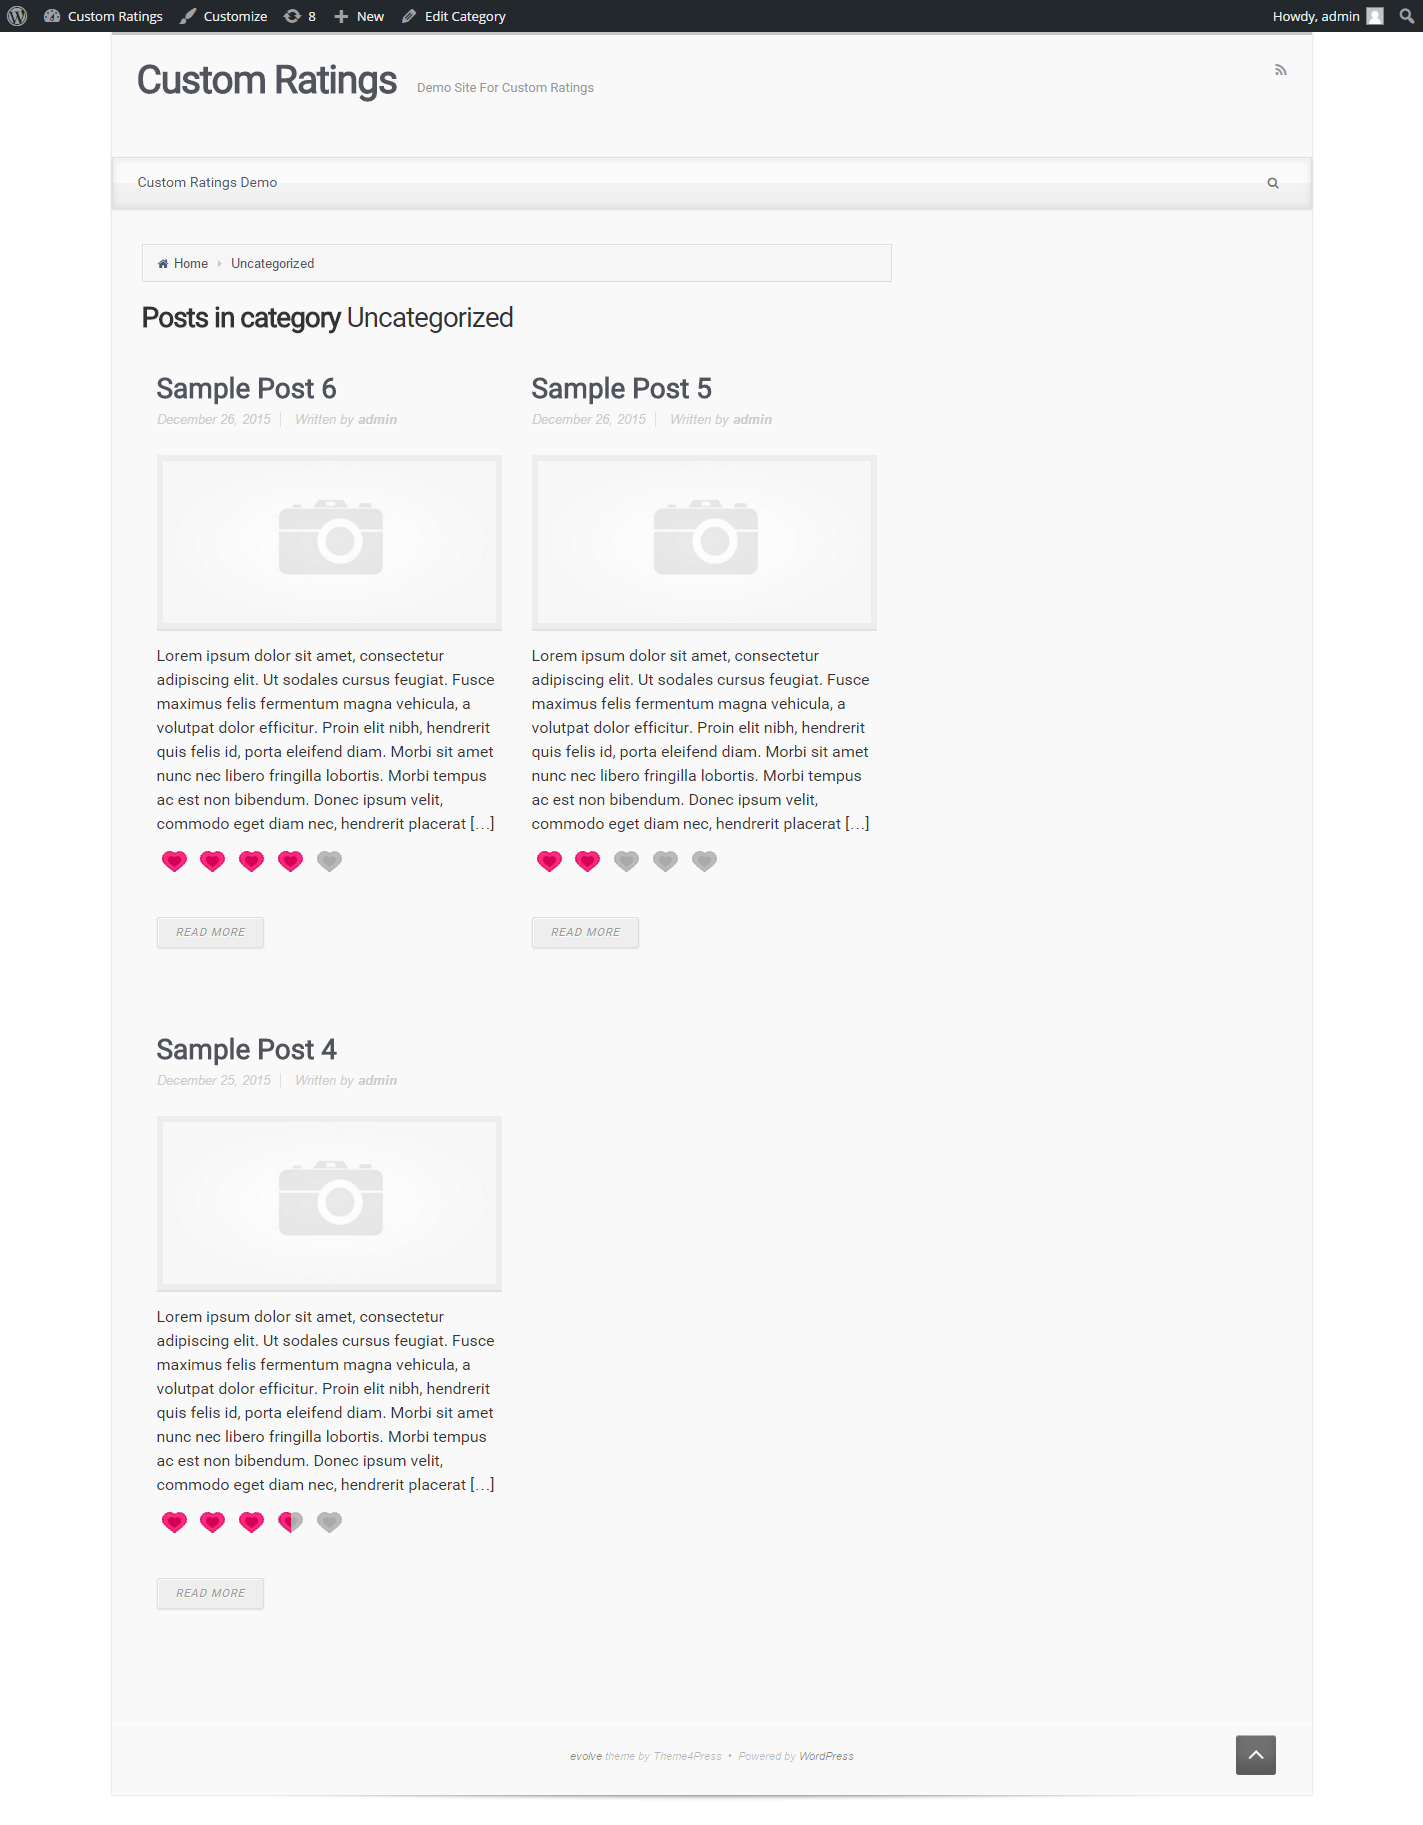 Custom Ratings Customize 8 New Edit Category Howdy, admin
Custom Ratings Demo Site For Custom Ratings
Custom Ratings Demo
Home Uncategorized
Posts in category Uncategorized
Sample Post 6
December 26, 2015 Written by admin
Lorem ipsum dolor sit amet, consectetur
adipiscing elit. Ut sodales cursus feugiat. Fusce
maximus felis fermentum magna vehicula, a
volutpat dolor efficitur. Proin elit nibh, hendrerit
quis felis id, porta eleifend diam. Morbi sit amet
nunc nec libero fringilla lobortis. Morbi tempus
ac est non bibendum. Donec ipsum velit,
commodo eget diam nec, hendrerit placerat [...]
READ MORE
Sample Post 5
December 26, 2015 Written by admin
Lorem ipsum dolor sit amet, consectetur
adipiscing elit. Ut sodales cursus feugiat. Fusce
maximus felis fermentum magna vehicula, a
volutpat dolor efficitur. Proin elit nibh, hendrerit
quis felis id, porta eleifend diam. Morbi sit amet
nunc nec libero fringilla lobortis. Morbi tempus
ac est non bibendum. Donec ipsum velit,
commodo eget diam nec, hendrerit placerat [...]
READ MORE
Sample Post 4
December 25, 2015 Written by admin
Lorem ipsum dolor sit amet, consectetur
adipiscing elit. Ut sodales cursus feugiat. Fusce
maximus felis fermentum magna vehicula, a
volutpat dolor efficitur. Proin elit nibh, hendrerit
quis felis id, porta eleifend diam. Morbi sit amet
nunc nec libero fringilla lobortis. Morbi tempus
ac est non bibendum. Donec ipsum velit,
commodo eget diam nec, hendrerit placerat [...]
READ MORE
evolve theme by Theme4Press • Powered by WordPress